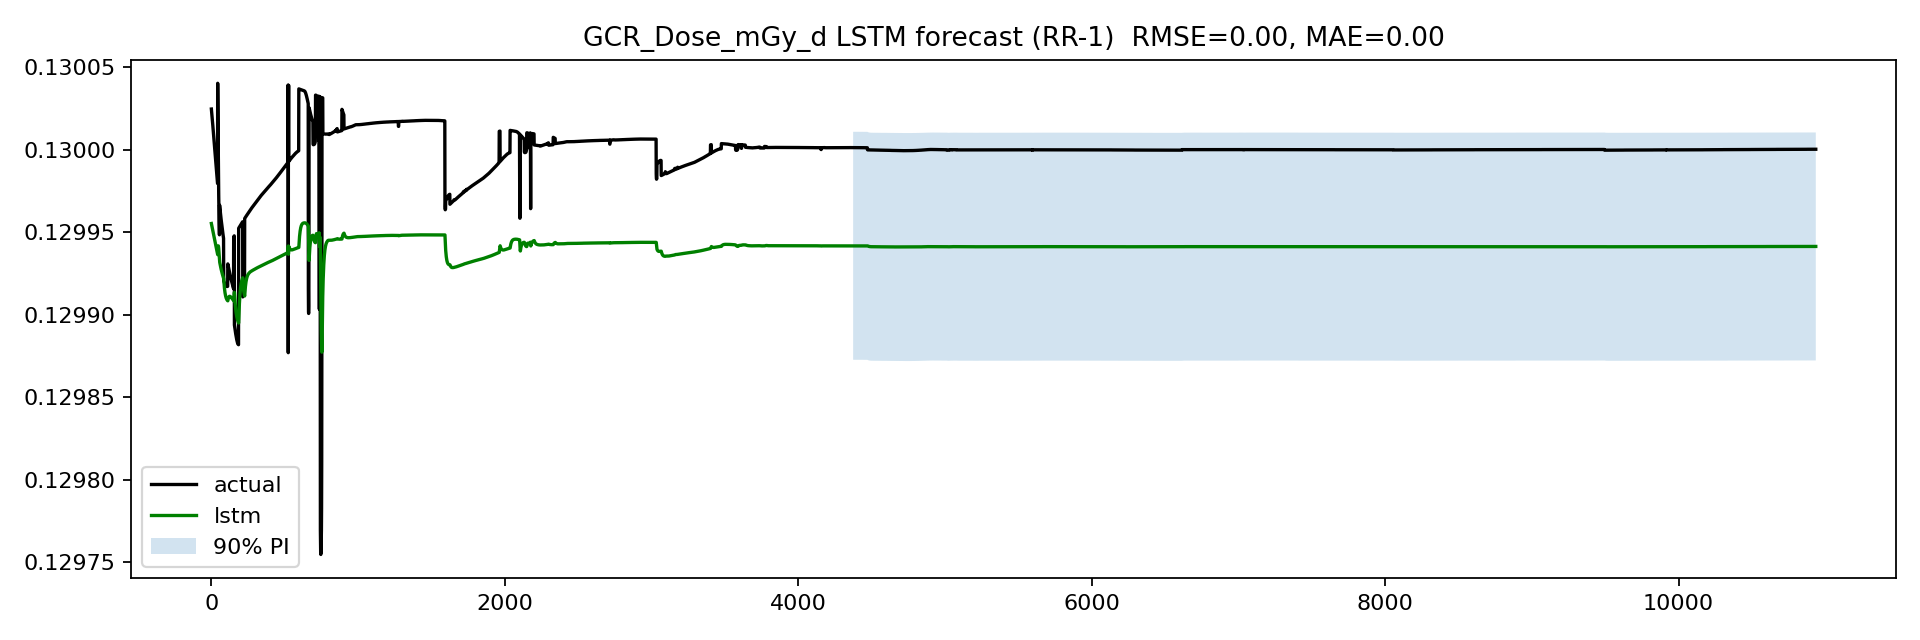 GCR_Dose_mGy_d LSTM forecast (RR-1)  RMSE=0.00, MAE=0.00
0.13005
0.13000
0.12995
0.12990
0.12985
0.12980
0.12975
actual
lstm
90% PI
0 2000 4000 6000 8000 10000